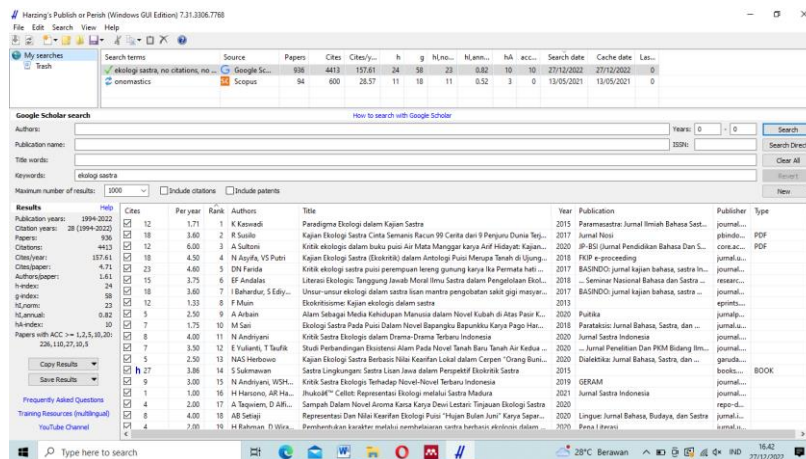 Harzing's Publish or Perish (Windows GUI Edition) 7.31.3306.7768
File Edit Search View Help
My searches
Trash
Search terms Source Papers Cites Cites/y... h g hI,no... hI,ann... hA acc... Search date Cache date Las...
ekologi sastra, no citations, no ... Google Sc... 936 4413 157.61 24 58 23 0.82 10 10 27/12/2022 27/12/2022 0
onomastics Scopus 94 600 28.57 11 18 11 0.52 3 0 13/05/2021 13/05/2021 0
Google Scholar search How to search with Google Scholar
Authors: Years: 0 - 0 Search
Publication name: ISSN: Search Direct
Title words: Clear All
Keywords: ekologi sastra Revert
Maximum number of results: 1000 Include citations Include patents New
Results Help
Publication years: 1994-2022
Citation years: 28 (1994-2022)
Papers: 936
Citations: 4413
Cites/year: 157.61
Cites/paper: 4.71
Authors/paper: 1.61
h-index: 24
g-index: 58
hI,norm: 23
hI,annual: 0.82
hA-index: 10
Papers with ACC >= 1,2,5,10,20:
226,110,27,10,5
Copy Results
Save Results
Frequently Asked Questions
Training Resources (multilingual)
YouTube Channel
Cites Per year Rank Authors Title Year Publication Publisher Type
12 1.71 1 K Kaswadi Paradigma Ekologi dalam Kajian Sastra 2015 Paramasastra: Jurnal Ilmiah Bahasa Sast... journal....
18 3.60 2 R Susilo Kajian Ekologi Sastra Cinta Semanis Racun 99 Cerita dari 9 Penjuru Dunia Terj... 2017 Jurnal Nosi pbindo... PDF
12 6.00 3 A Sultoni Kritik ekologis dalam buku puisi Air Mata Manggar karya Arif Hidayat: Kajian... 2020 JP-BSI (Jurnal Pendidikan Bahasa Dan S... core.ac... PDF
18 4.50 4 N Asyifa, VS Putri Kajian Ekologi Sastra (Ekokritik) dalam Antologi Puisi Merupa Tanah di Ujung... 2018 FKIP e-proceeding jurnal.u...
23 4.60 5 DN Farida Kritik ekologi sastra puisi perempuan lereng gunung karya Ika Permata hati ... 2017 BASINDO: jurnal kajian bahasa, sastra In... journal....
15 3.75 6 EF Andalas Literasi Ekologis: Tanggung Jawab Moral Ilmu Sastra dalam Pengelolaan Ekol... 2018 ... Seminar Nasional Bahasa dan Sastra ... researc...
18 3.60 7 I Bahardur, S Ediy... Unsur-unsur ekologi dalam sastra lisan mantra pengobatan sakit gigi masyar... 2017 BASINDO: jurnal kajian bahasa, sastra... journal....
12 1.33 8 F Muin Ekokritisisme: Kajian ekologis dalam sastra 2013 eprints....
5 2.50 9 A Arbain Alam Sebagai Media Kehidupan Manusia dalam Novel Kubah di Atas Pasir K... 2020 Puitika jurnalp...
7 1.75 10 M Sari Ekologi Sastra Pada Puisi Dalam Novel Bapangku Bapunkku Karya Pago Har... 2018 Parataksis: Jurnal Bahasa, Sastra, dan ... jurnal.u...
8 4.00 11 N Andriyani Kritik Ekologis dalam Drama-Drama Terbaru Indonesia 2020 Jurnal Sastra Indonesia journal....
7 3.50 12 E Yulianti, T Taufik Studi Perbandingan Eksistensi Alam Pada Novel Tanah Baru Tanah Air Kedua ... 2020 ... Jurnal Penelitian Dan PKM Bidang Ilm... journal....
5 2.50 13 NAS Herbowo Kajian Ekologi Sastra Berbasis Nilai Kearifan Lokal dalam Cerpen "Orang Buni... 2020 Dialektika: Jurnal Bahasa, Sastra, dan ... garuda....
h 27 3.86 14 S Sukmawan Sastra Lingkungan: Sastra Lisan Jawa dalam Perspektif Ekokritik Sastra 2015 books.... BOOK
9 3.00 15 N Andriyani, WSH... Kritik Sastra Ekologis Terhadap Novel-Novel Terbaru Indonesia 2019 GERAM journal....
1 1.00 16 H Harsono, AR Ha... Cellot: Representasi Ekologi melalui Sastra Madura 2021 Jurnal Sastra Indonesia journal....
4 2.00 17 A Taqwiem, D Alfi... Sampah Dalam Novel Aroma Karsa Karya Dewi Lestari: Tinjauan Ekologi Sastra 2020 repo-d...
8 4.00 18 AB Setiaji Representasi Dan Nilai Kearifan Ekologi Puisi "Hujan Bulan Juni" Karya Sapar... 2020 Lingue: Jurnal Bahasa, Budaya, dan Sastra jurnal.i...
4 2.00 19 H Rahman, D Wira... Pembentukan karakter melalui pembelajaran sastra berbasis ekologis dalam ... 2020 Pena Literasi jurnal.u...
Type here to search 28°C Berawan IND 16.42
27/12/2022